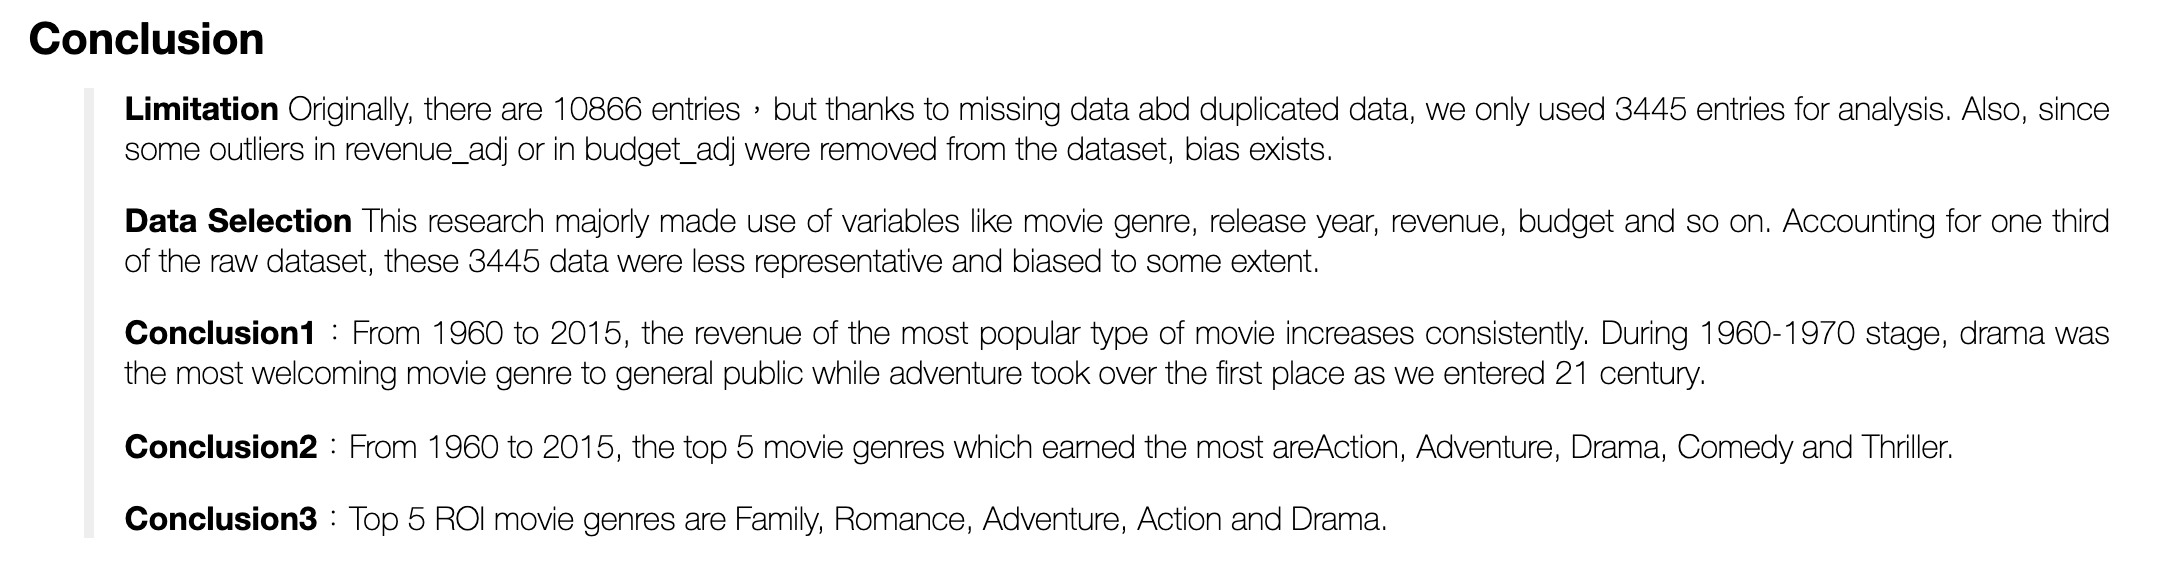 Conclusion
Limitation Originally, there are 10866 entries，but thanks to missing data abd duplicated data, we only used 3445 entries for analysis. Also, since
some outliers in revenue_adj or in budget_adj were removed from the dataset, bias exists.
Data Selection This research majorly made use of variables like movie genre, release year, revenue, budget and so on. Accounting for one third
of the raw dataset, these 3445 data were less representative and biased to some extent.
Conclusion1：From 1960 to 2015, the revenue of the most popular type of movie increases consistently. During 1960-1970 stage, drama was
the most welcoming movie genre to general public while adventure took over the first place as we entered 21 century.
Conclusion2：From 1960 to 2015, the top 5 movie genres which earned the most areAction, Adventure, Drama, Comedy and Thriller.
Conclusion3：Top 5 ROI movie genres are Family, Romance, Adventure, Action and Drama.